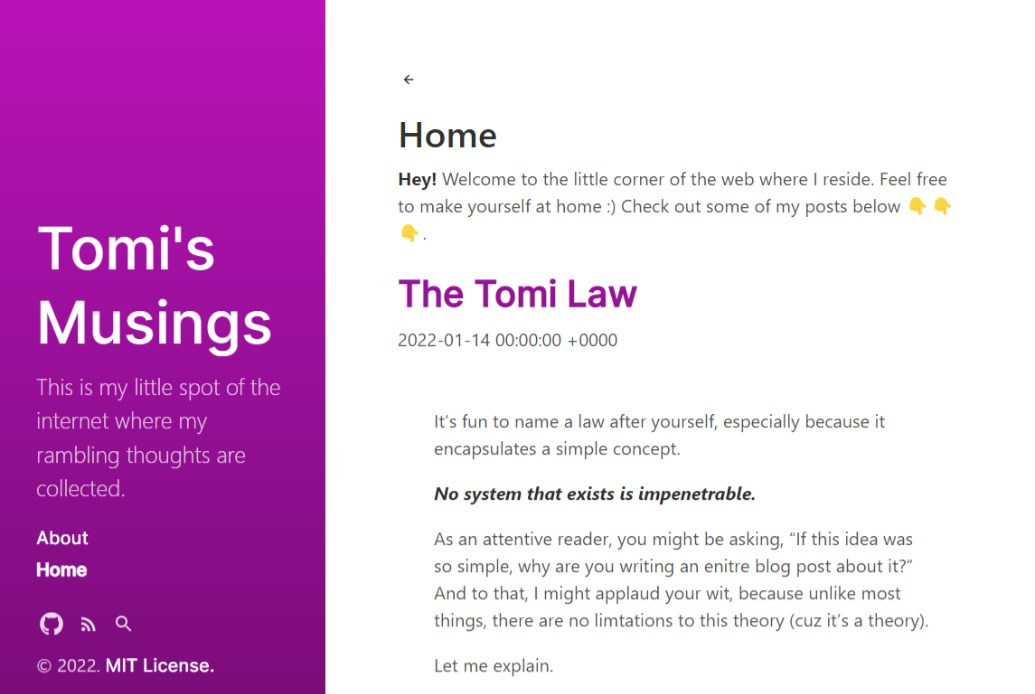 Tomi's
Musings
This is my little spot of the
internet where my
rambling thoughts are
collected.
About
Home
© 2022. MIT License.
←
Home
Hey! Welcome to the little corner of the web where I reside. Feel free
to make yourself at home :) Check out some of my posts below 👇👇
👇.
The Tomi Law
2022-01-14 00:00:00 +0000
It’s fun to name a law after yourself, especially because it
encapsulates a simple concept.
No system that exists is impenetrable.
As an attentive reader, you might be asking, “If this idea was
so simple, why are you writing an enitre blog post about it?”
And to that, I might applaud your wit, because unlike most
things, there are no limtations to this theory (cuz it’s a theory).
Let me explain.